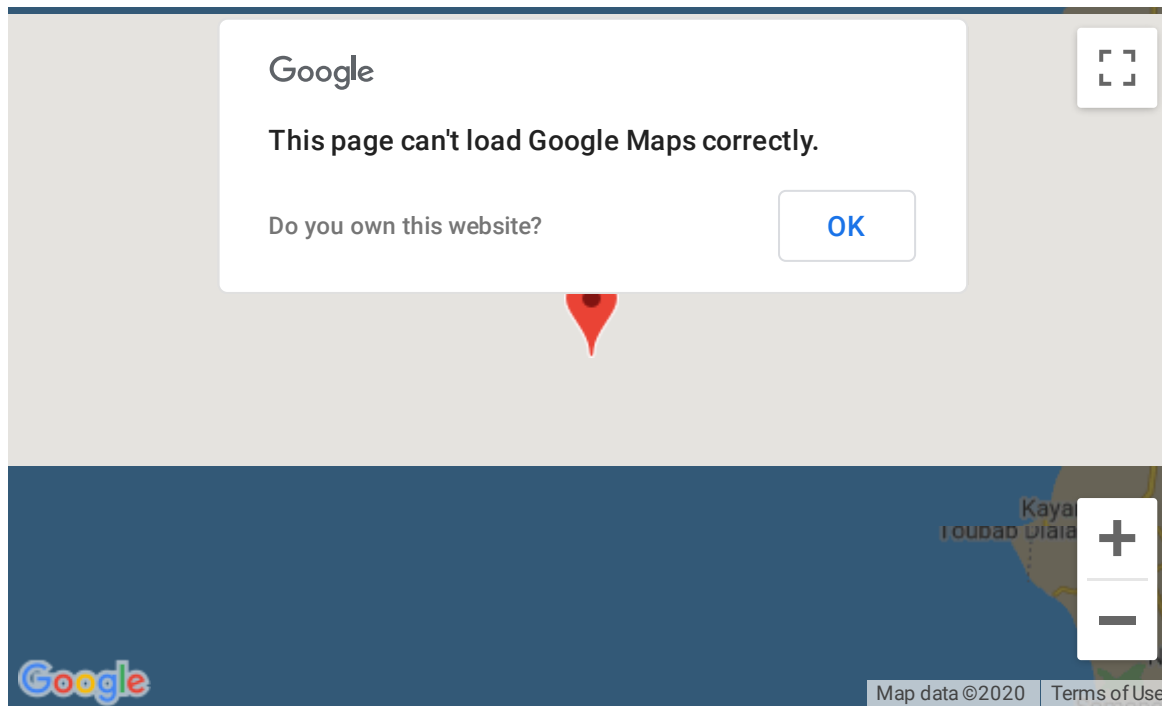 Google
This page can't load Google Maps correctly.
Do you own this website?
OK
Toubab Diala
Google
Map data ©2020
Terms of Use